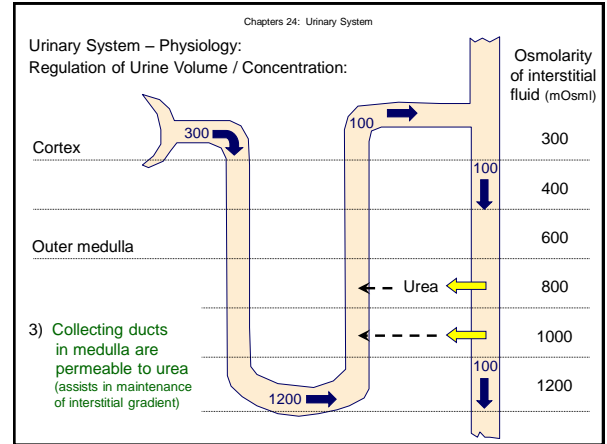 Chapters 24: Urinary System
Urinary System – Physiology:
Regulation of Urine Volume / Concentration:
Osmolarity
of interstitial
fluid (mOsml)
300
100
300
Cortex
100
400
Outer medulla
600
Urea
800
3) Collecting ducts
in medulla are
permeable to urea
(assists in maintenance
of interstitial gradient)
1000
100
1200
1200